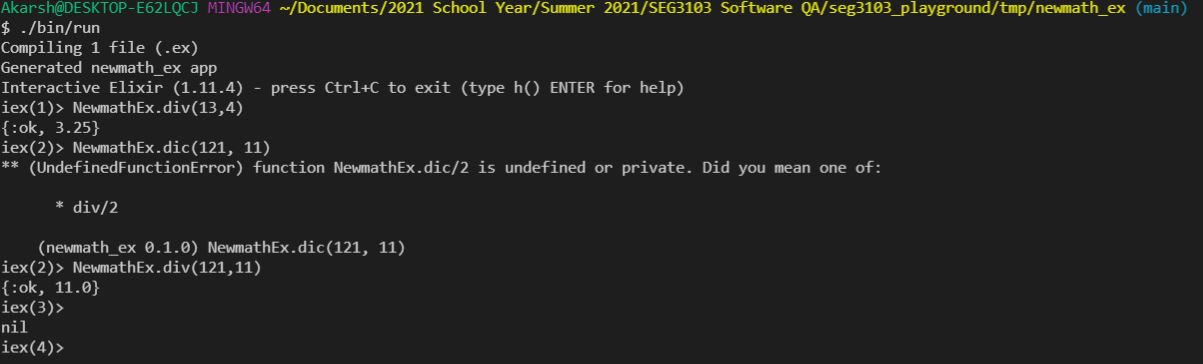 Akarsh@DESKTOP-E62LQCJ MINGW64 ~/Documents/2021 School Year/Summer 2021/SEG3103 Software QA/seg3103_playground/tmp/newmath_ex (main)
$ ./bin/run
Compiling 1 file (.ex)
Generated newmath_ex app
Interactive Elixir (1.11.4) - press Ctrl+C to exit (type h() ENTER for help)
iex(1)> NewmathEx.div(13,4)
{:ok, 3.25}
iex(2)> NewmathEx.dic(121, 11)
** (UndefinedFunctionError) function NewmathEx.dic/2 is undefined or private. Did you mean one of:
* div/2
(newmath_ex 0.1.0) NewmathEx.dic(121, 11)
iex(2)> NewmathEx.div(121,11)
{:ok, 11.0}
iex(3)>
nil
iex(4)>